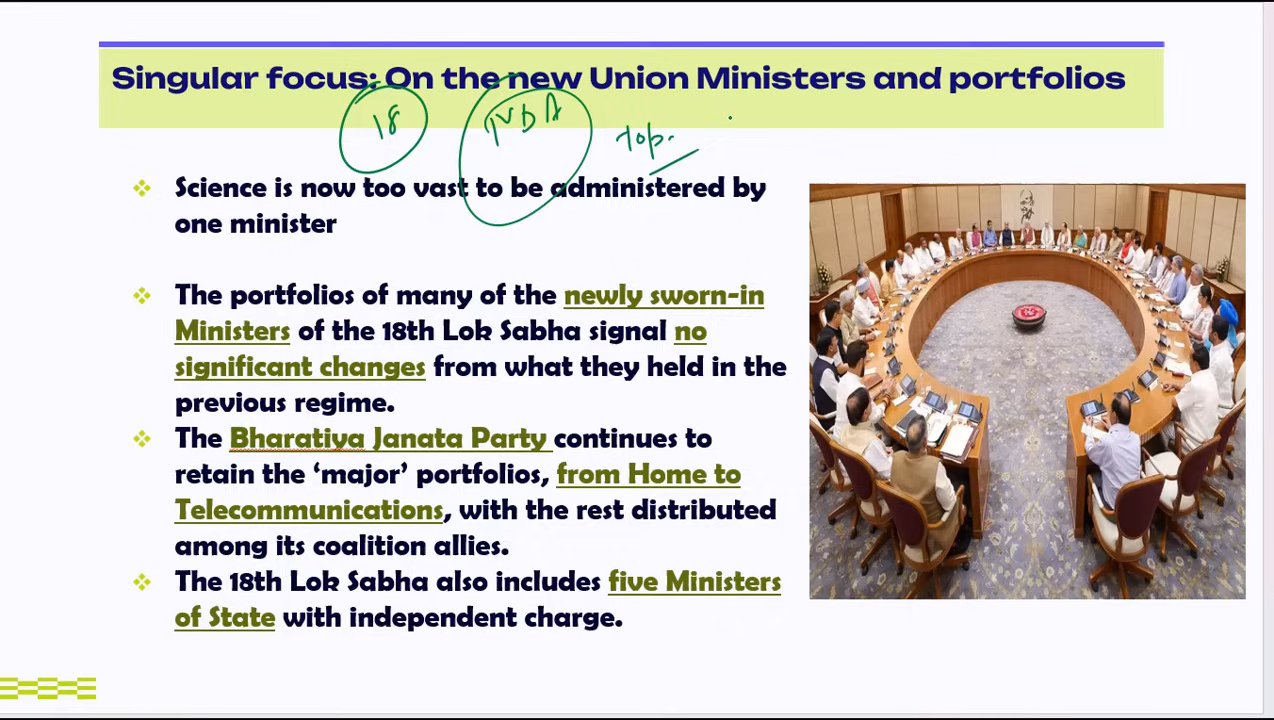 Singular focus: On the new Union Ministers and portfolios
18
NDA
top.
Science is now too vast to be administered by
one minister
The portfolios of many of the newly sworn-in
Ministers of the 18th Lok Sabha signal no
significant changes from what they held in the
previous regime.
The Bharatiya Janata Party continues to
retain the ‘major’ portfolios, from Home to
Telecommunications, with the rest distributed
among its coalition allies.
The 18th Lok Sabha also includes five Ministers
of State with independent charge.